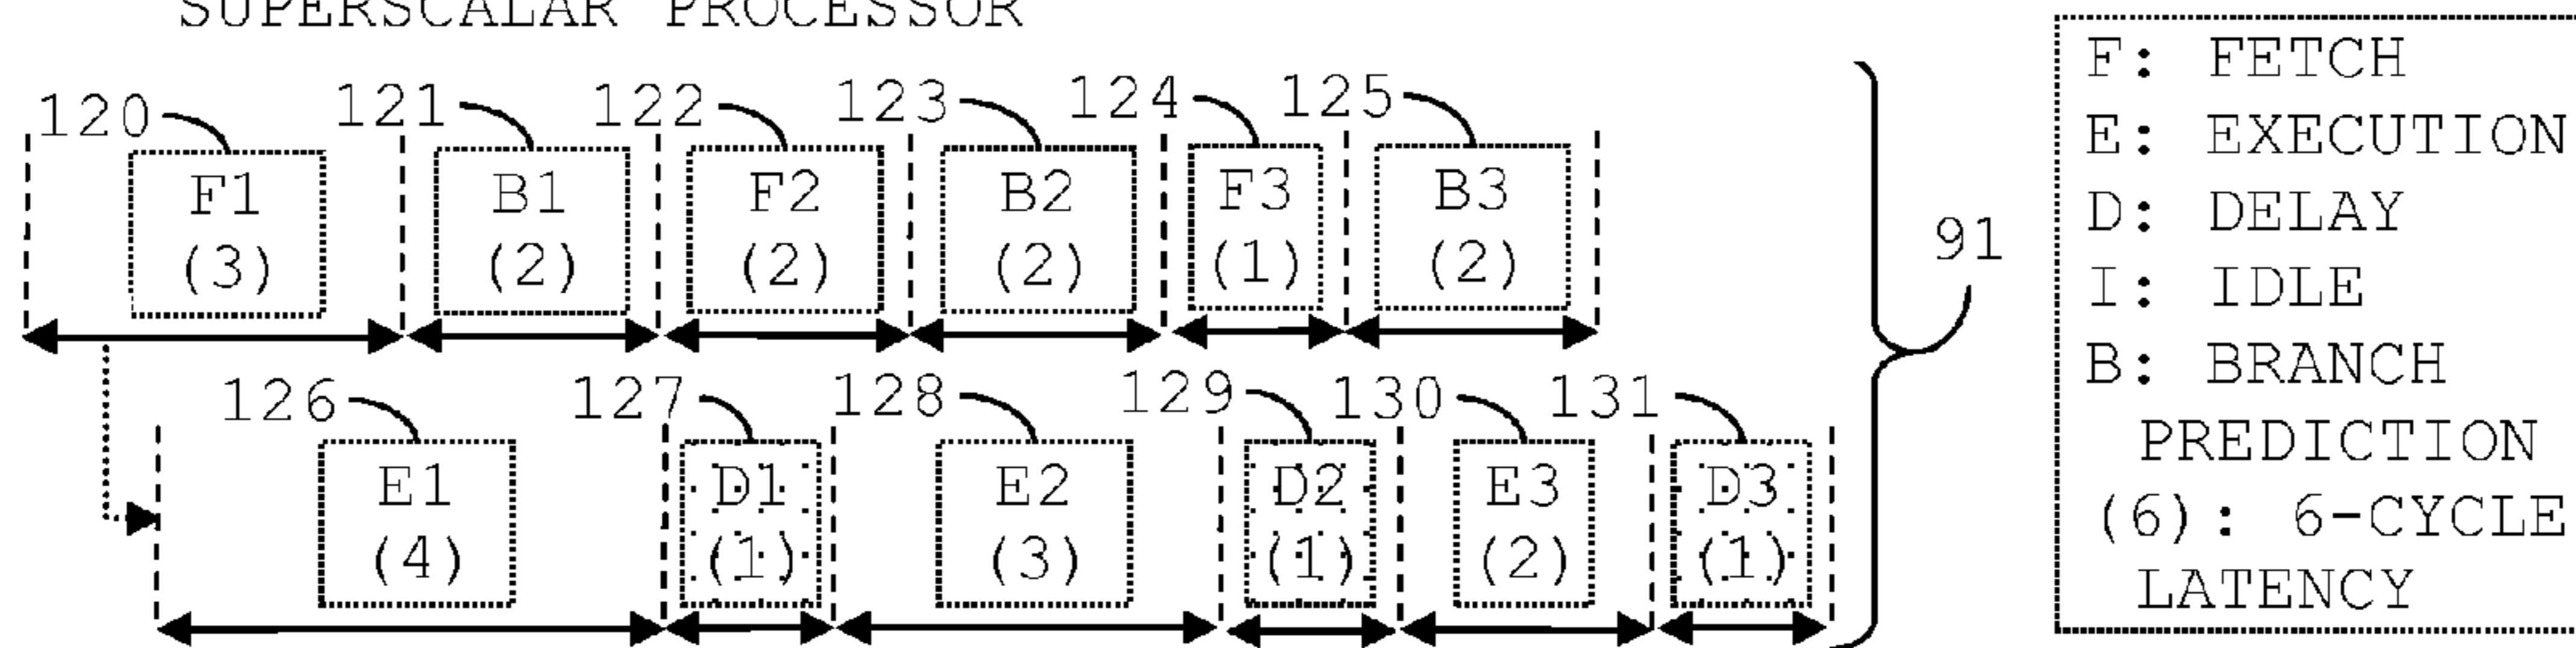 SUPERSCALAR PROCESSOR
120 121 122 123 124 125
F1 B1 F2 B2 F3 B3
(3) (2) (2) (2) (1) (2)
126 127 128 129 130 131
E1 D1 E2 D2 E3 D3
(4) (1) (3) (1) (2) (1)
91
F: FETCH
E: EXECUTION
D: DELAY
I: IDLE
B: BRANCH
PREDICTION
(6): 6-CYCLE
LATENCY